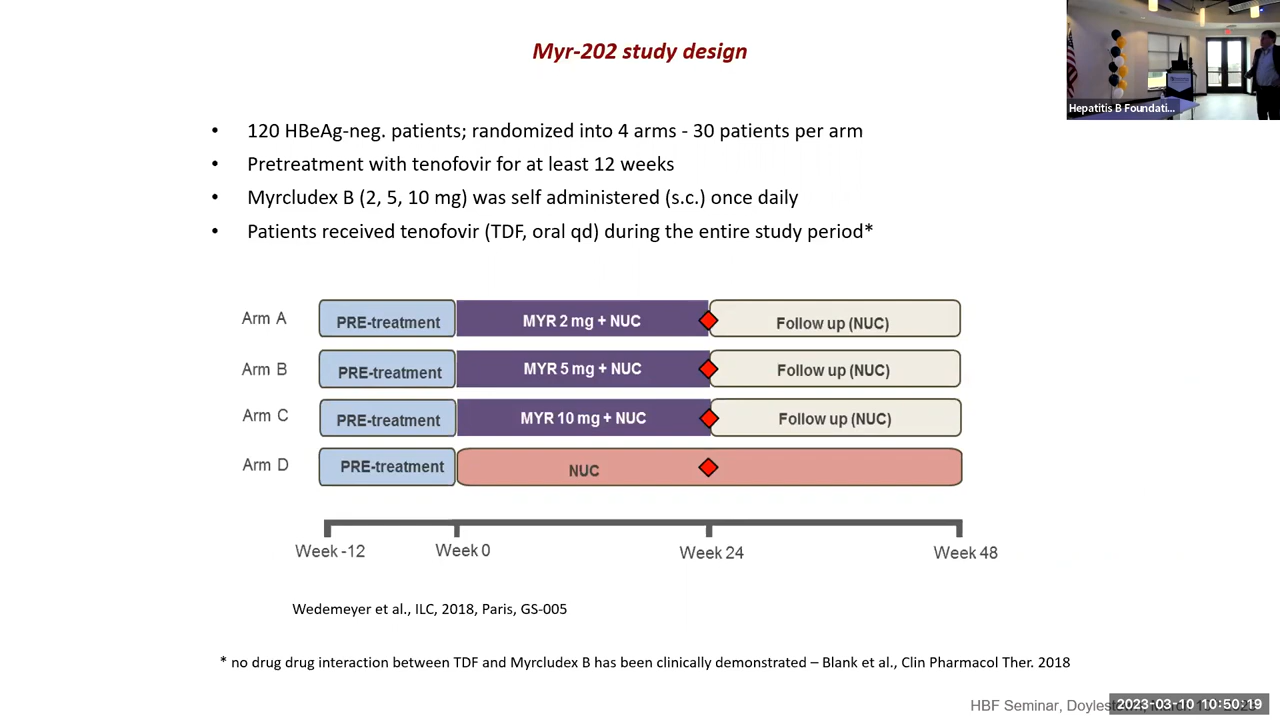 Myr-202 study design
Hepatitis B Foundati...
• 120 HBeAg-neg. patients; randomized into 4 arms - 30 patients per arm
• Pretreatment with tenofovir for at least 12 weeks
• Myrcludex B (2, 5, 10 mg) was self administered (s.c.) once daily
• Patients received tenofovir (TDF, oral qd) during the entire study period*
Arm A PRE-treatment MYR 2 mg + NUC Follow up (NUC)
Arm B PRE-treatment MYR 5 mg + NUC Follow up (NUC)
Arm C PRE-treatment MYR 10 mg + NUC Follow up (NUC)
Arm D PRE-treatment NUC
Week -12 Week 0 Week 24 Week 48
Wedemeyer et al., ILC, 2018, Paris, GS-005
* no drug drug interaction between TDF and Myrcludex B has been clinically demonstrated – Blank et al., Clin Pharmacol Ther. 2018
HBF Seminar,
2023-03-10 10:50:19